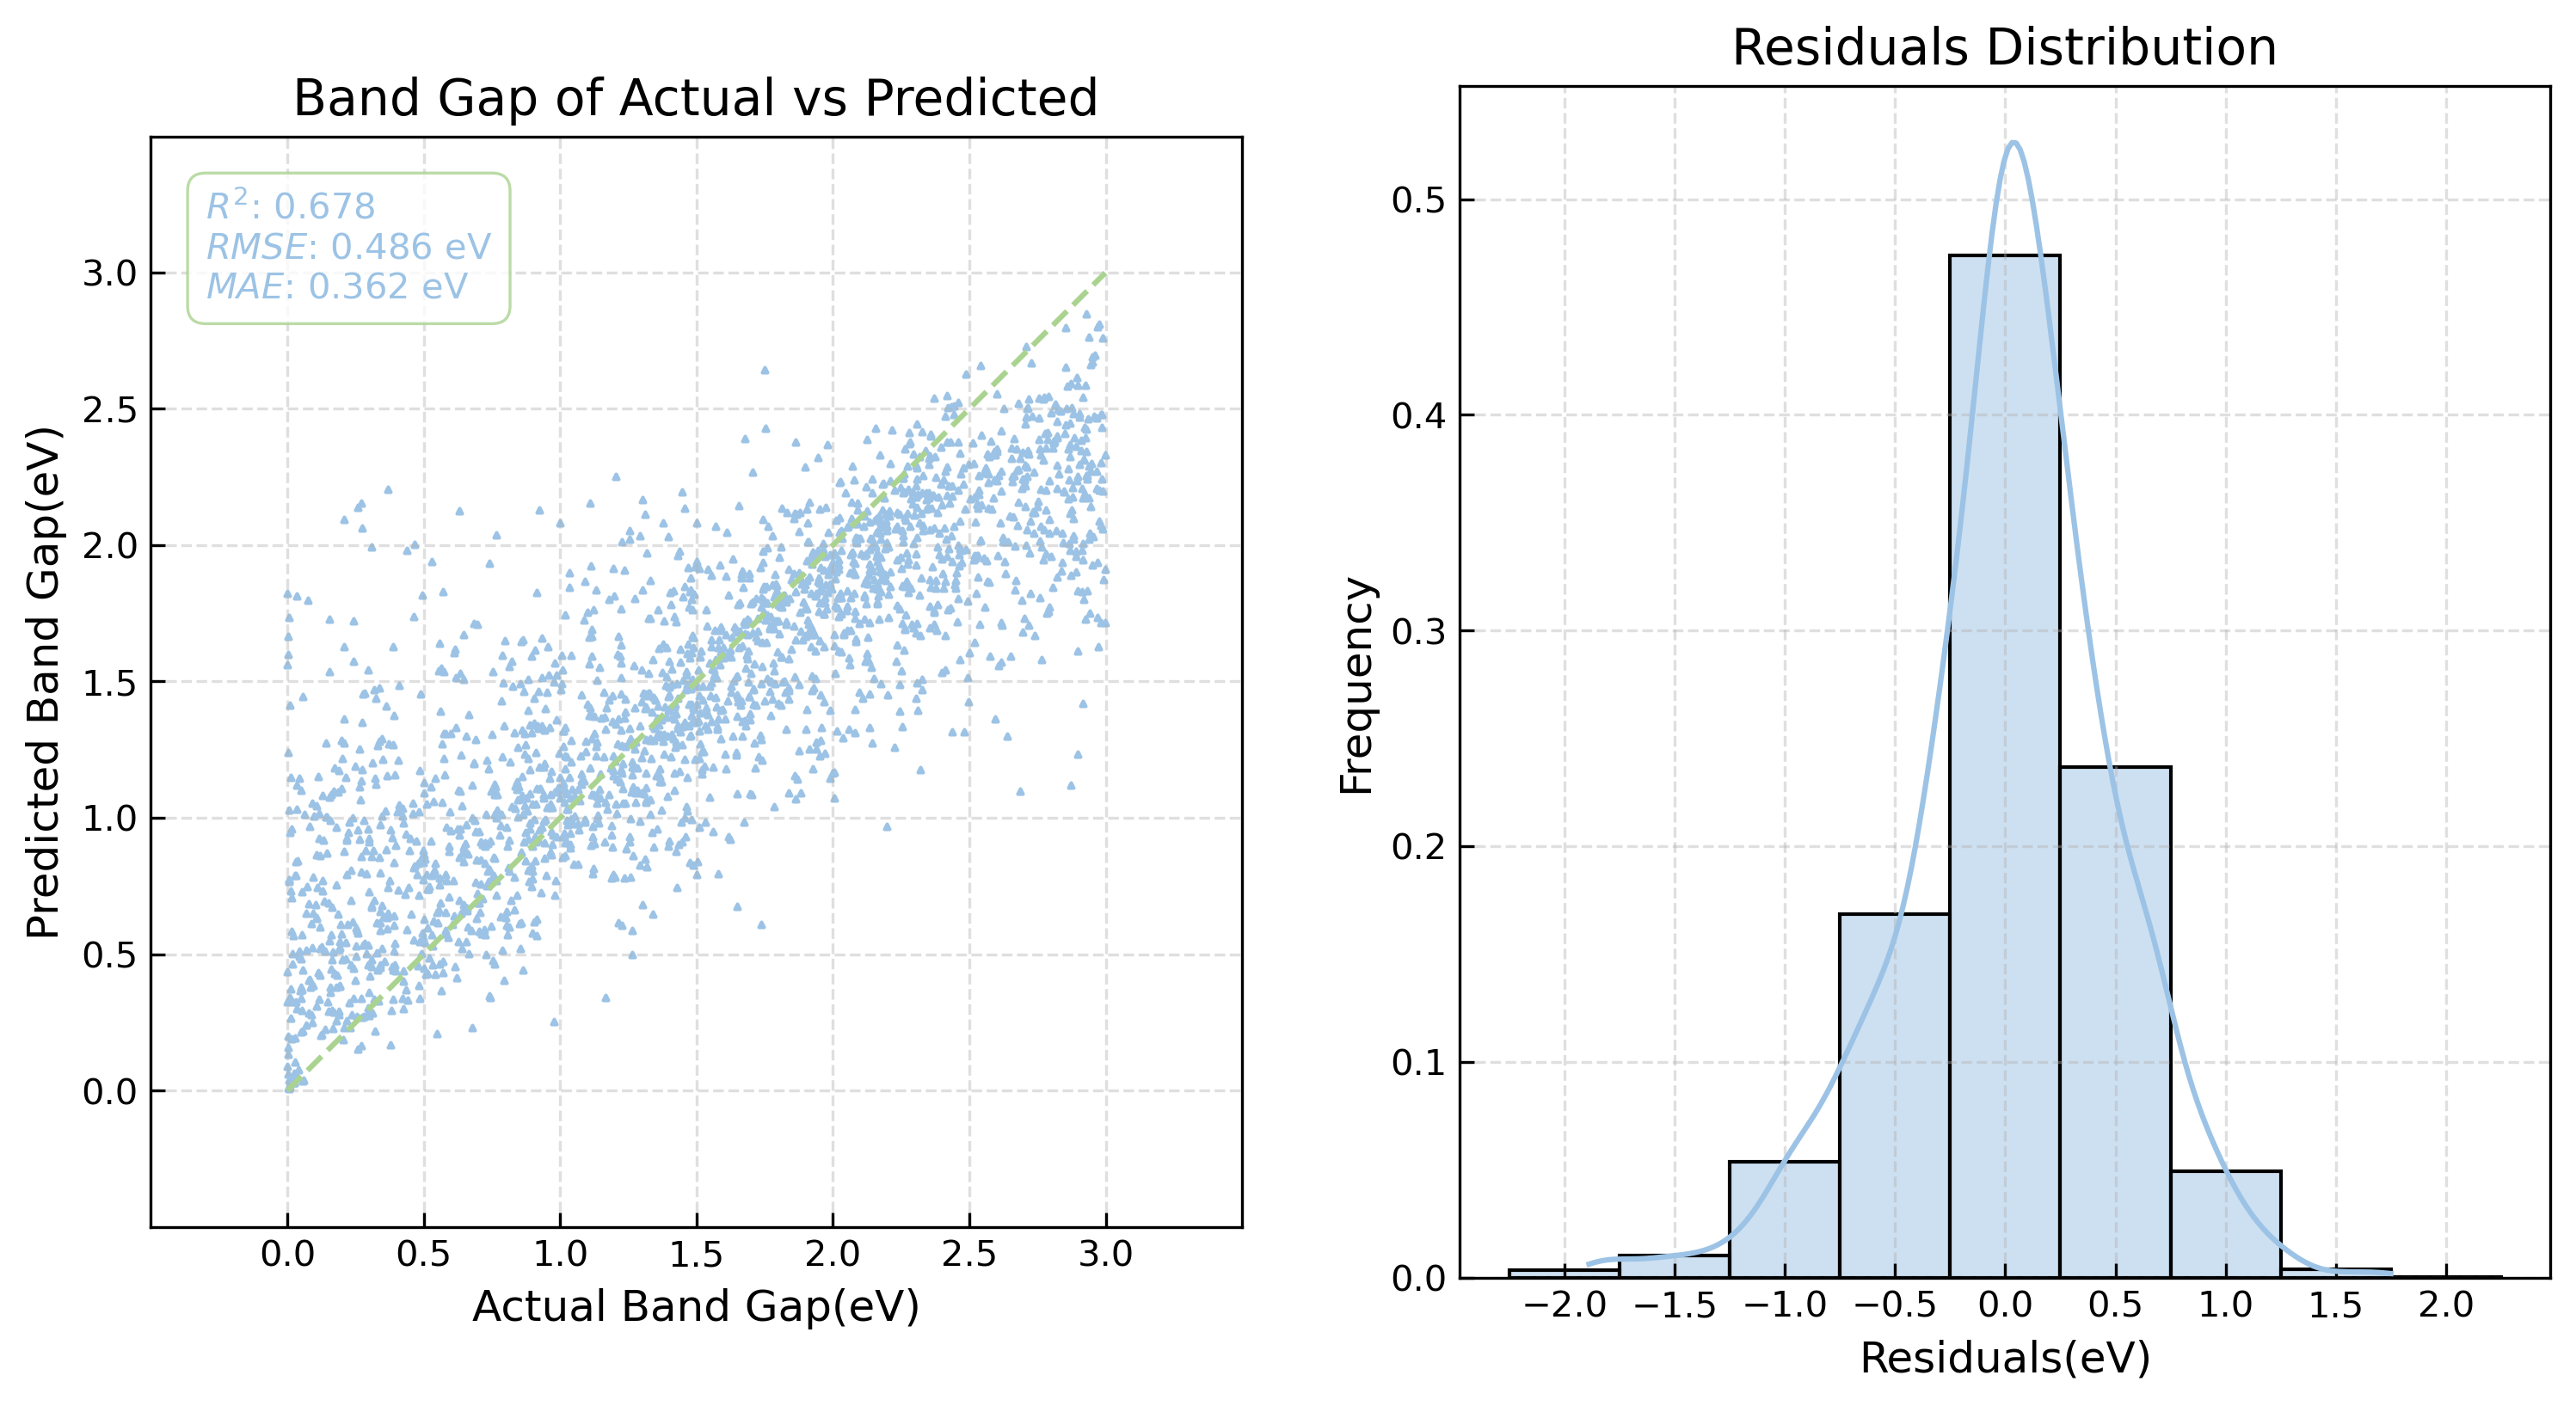 Band Gap of Actual vs Predicted
R²: 0.678
RMSE: 0.486 eV
MAE: 0.362 eV
3.0
2.5
2.0
1.5
1.0
0.5
0.0
Predicted Band Gap(eV)
0.0 0.5 1.0 1.5 2.0 2.5 3.0
Actual Band Gap(eV)
Residuals Distribution
0.5
0.4
0.3
0.2
0.1
0.0
Frequency
−2.0 −1.5 −1.0 −0.5 0.0 0.5 1.0 1.5 2.0
Residuals(eV)